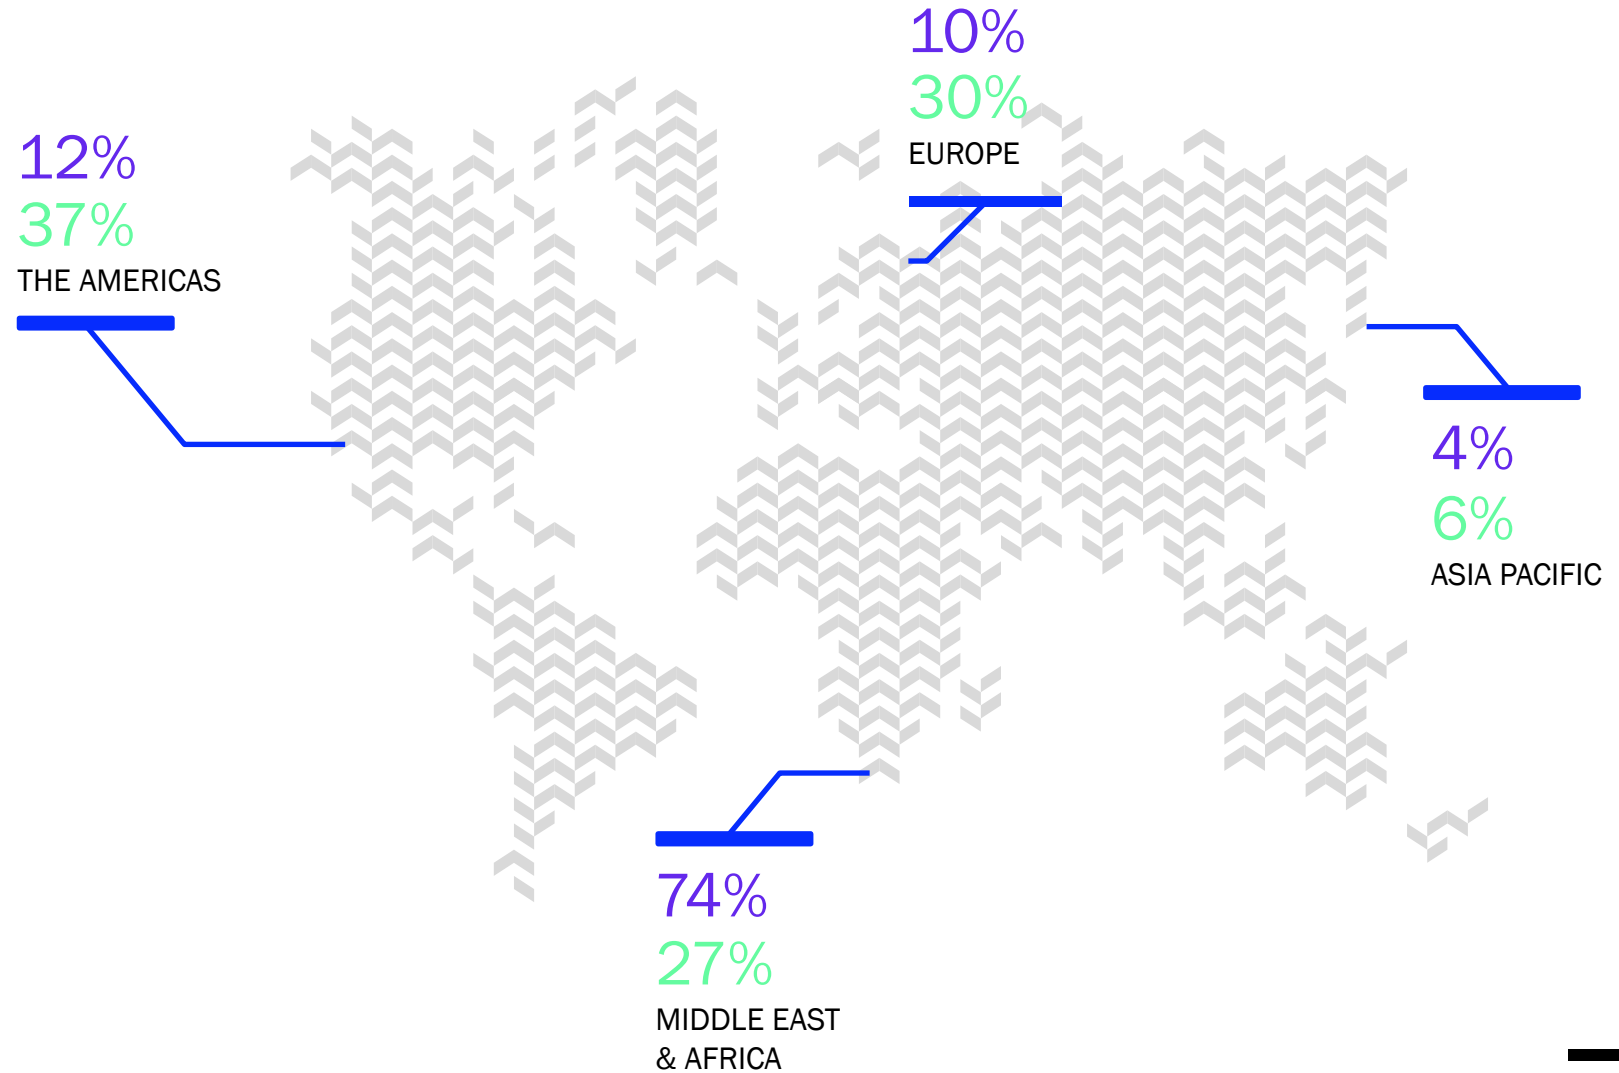 10%
30%
EUROPE
12%
37%
THE AMERICAS
4%
6%
ASIA PACIFIC
74%
27%
MIDDLE EAST
& AFRICA